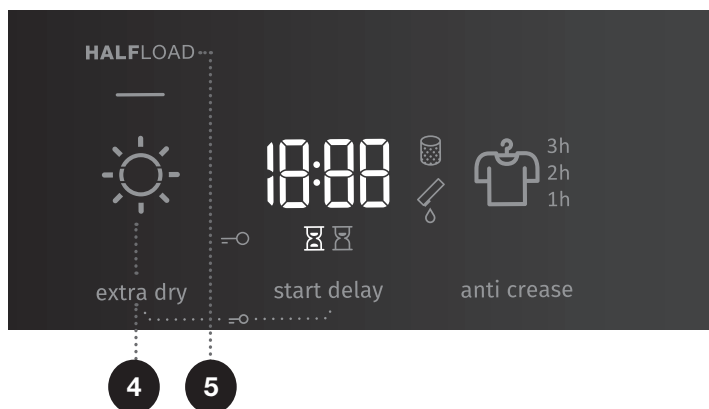 HALFLOAD
18:88
3h
2h
1h
extra dry
start delay
anti crease
4
5